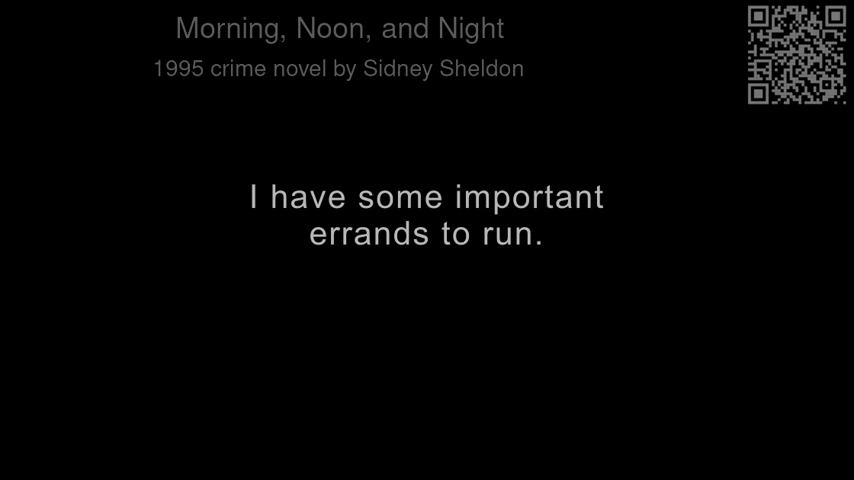 Morning, Noon, and Night
1995 crime novel by Sidney Sheldon
I have some important
errands to run.